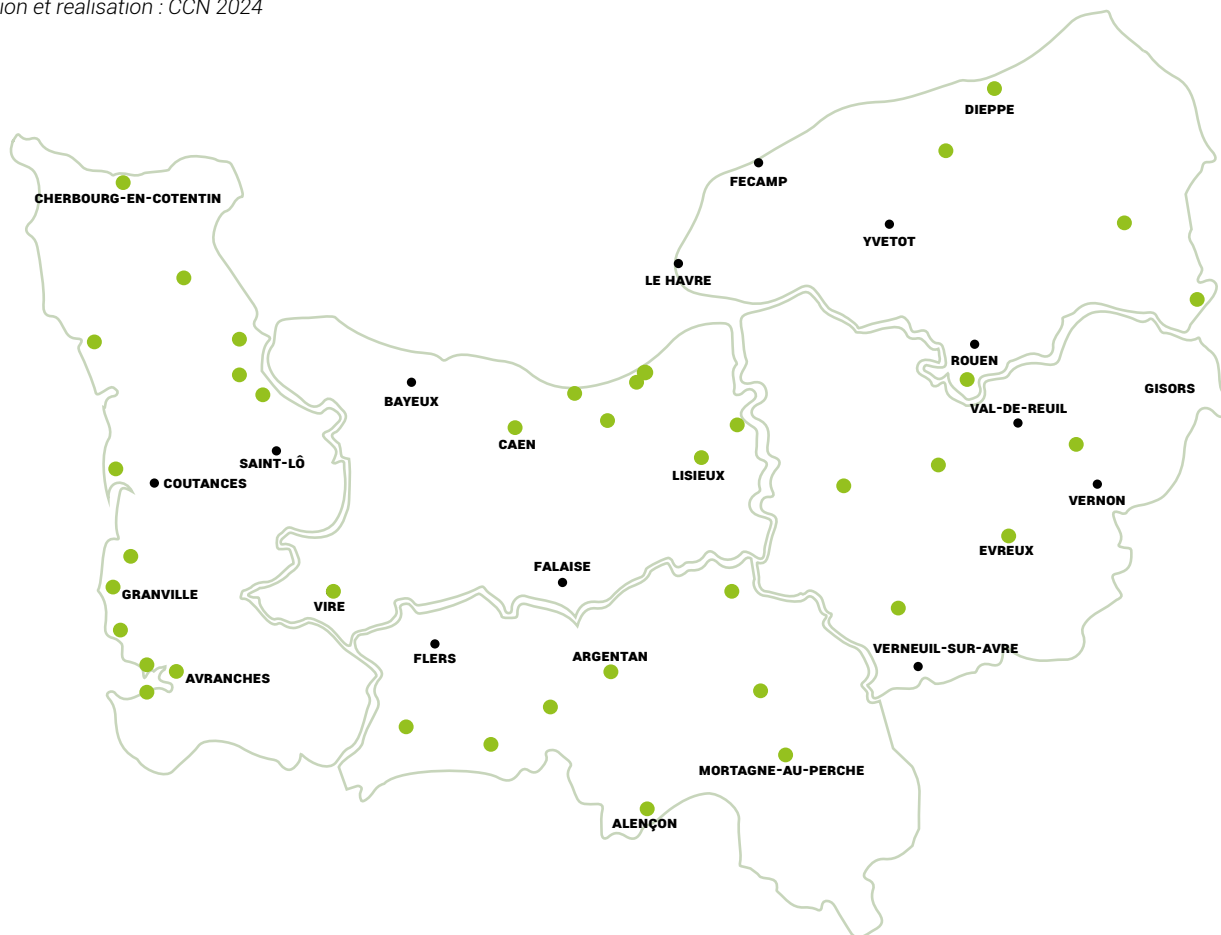 ion et réalisation : CCN 2024
DIEPPE
FECAMP
CHERBOURG-EN-COTENTIN
YVETOT
LE HAVRE
ROUEN
GISORS
BAYEUX
VAL-DE-REUIL
CAEN
SAINT-LÔ
LISIEUX
COUTANCES
VERNON
EVREUX
FALAISE
GRANVILLE
VIRE
VERNEUIL-SUR-AVRE
FLERS
ARGENTAN
AVRANCHES
MORTAGNE-AU-PERCHE
ALENÇON